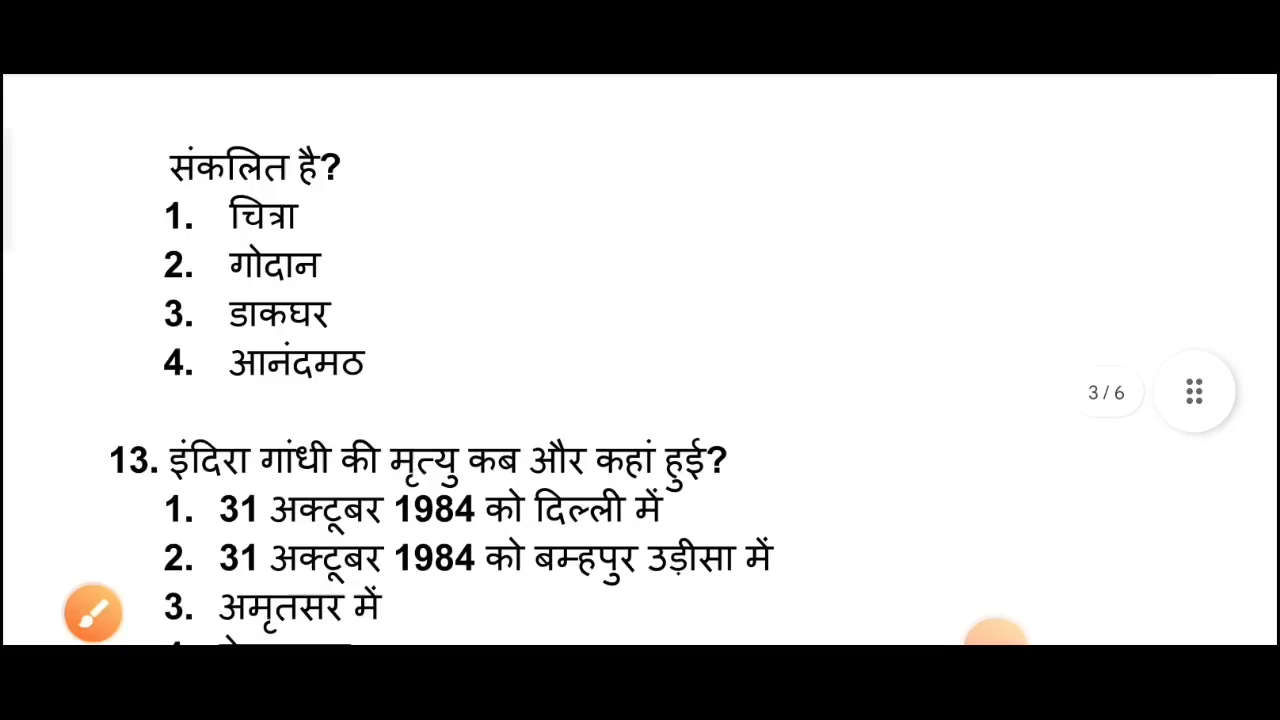 संकलित है?
1. चित्रा
2. गोदान
3. डाकघर
4. आनंदमठ
3 / 6
13. इंदिरा गांधी की मृत्यु कब और कहां हुई?
1. 31 अक्टूबर 1984 को दिल्ली में
2. 31 अक्टूबर 1984 को बम्हपुर उड़ीसा में
3. अमृतसर में